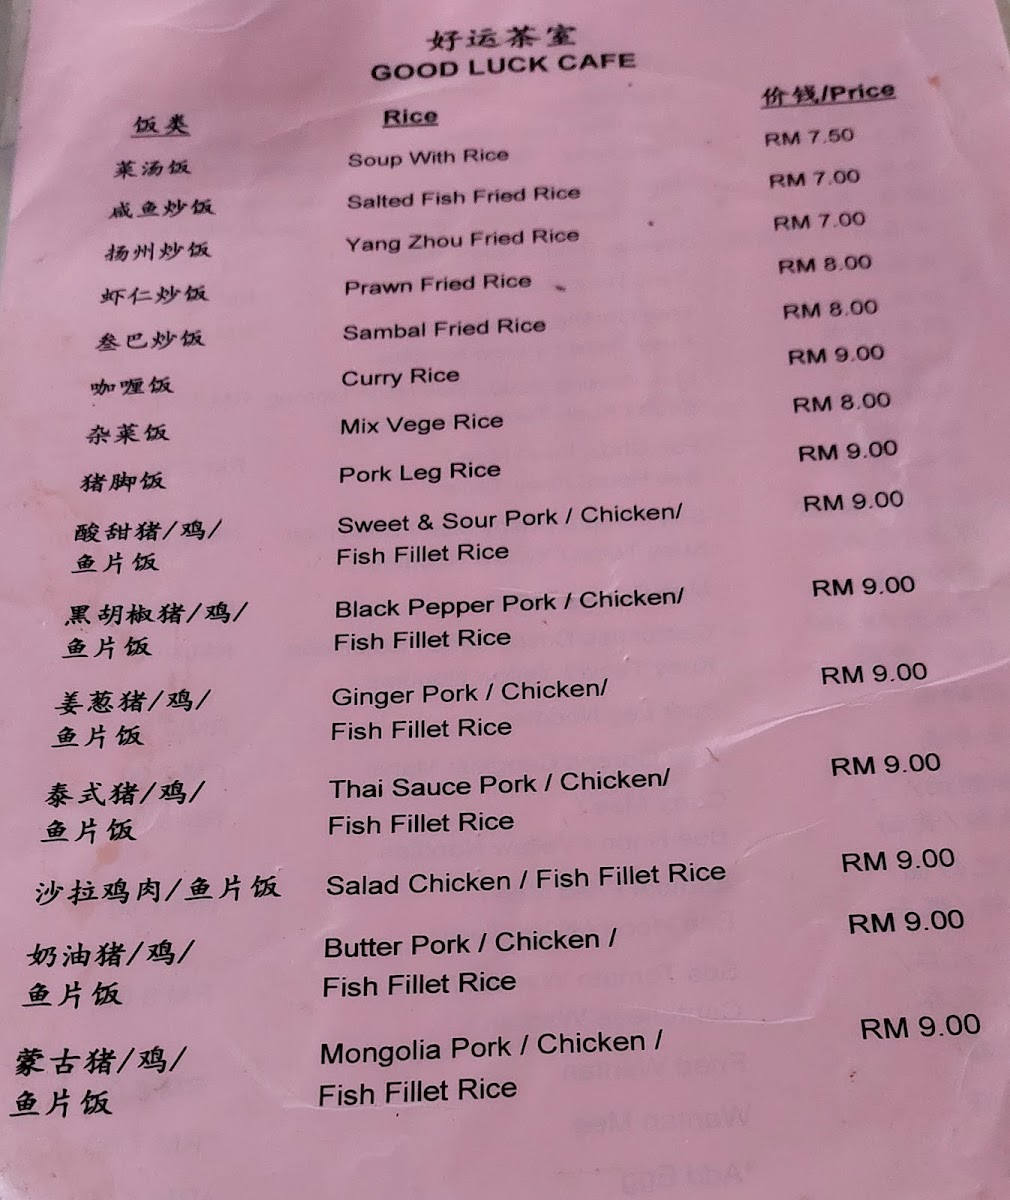 好运茶室
GOOD LUCK CAFE
饭类 Rice 价钱/Price
菜汤饭 Soup With Rice RM 7.50
咸鱼炒饭 Salted Fish Fried Rice RM 7.00
扬州炒饭 Yang Zhou Fried Rice RM 7.00
虾仁炒饭 Prawn Fried Rice RM 8.00
叁巴炒饭 Sambal Fried Rice RM 8.00
咖喱饭 Curry Rice RM 9.00
杂菜饭 Mix Vege Rice RM 8.00
猪脚饭 Pork Leg Rice RM 9.00
酸甜猪/鸡/ Sweet & Sour Pork / Chicken/ RM 9.00
鱼片饭 Fish Fillet Rice
黑胡椒猪/鸡/ Black Pepper Pork / Chicken/ RM 9.00
鱼片饭 Fish Fillet Rice
姜葱猪/鸡/ Ginger Pork / Chicken/ RM 9.00
鱼片饭 Fish Fillet Rice
泰式猪/鸡/ Thai Sauce Pork / Chicken/ RM 9.00
鱼片饭 Fish Fillet Rice
沙拉鸡肉/鱼片饭 Salad Chicken / Fish Fillet Rice RM 9.00
奶油猪/鸡/ Butter Pork / Chicken / RM 9.00
鱼片饭 Fish Fillet Rice
蒙古猪/鸡/ Mongolia Pork / Chicken / RM 9.00
鱼片饭 Fish Fillet Rice